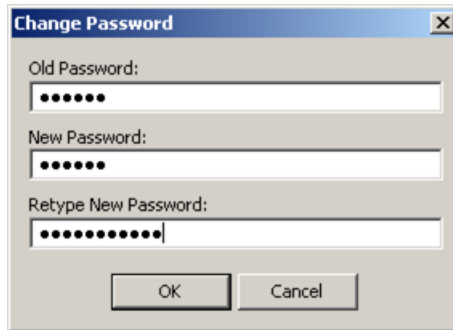 Change Password
Old Password:
●●●●●●
New Password:
●●●●●●
Retype New Password:
●●●●●●●●●●●
OK
Cancel